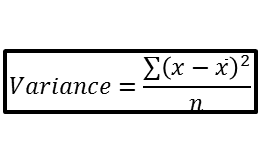 Variance = ∑(x − ẋ)² / n